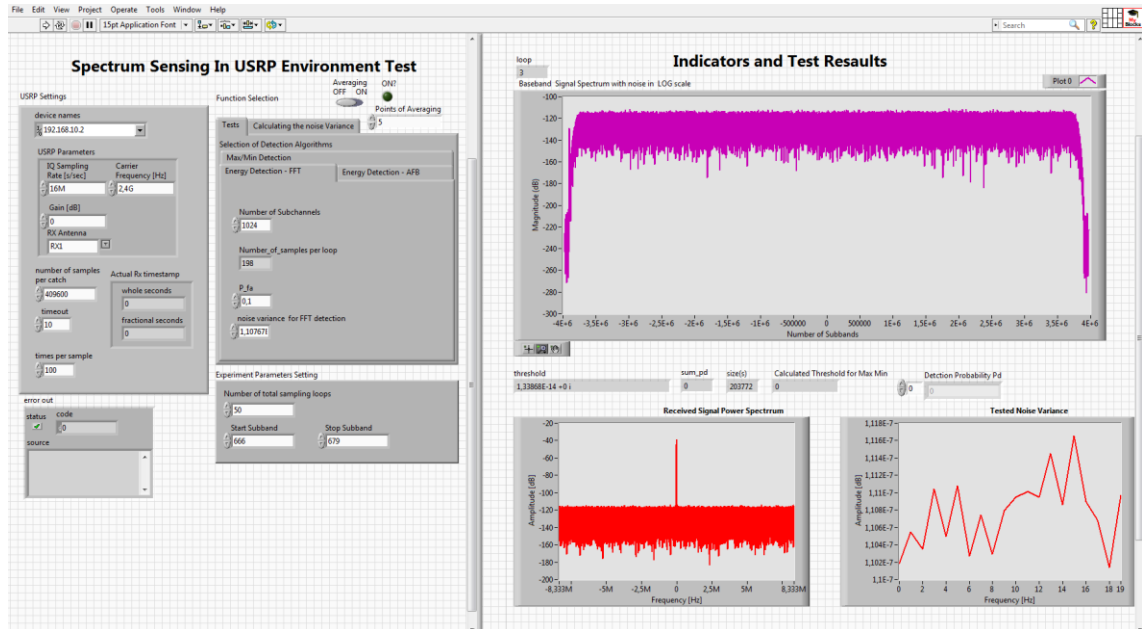 File Edit View Project Operate Tools Window Help
15pt Application Font
Search
Spectrum Sensing In USRP Environment Test
USRP Settings
device names
192.168.10.2
USRP Parameters
IQ Sampling
Rate [s/sec]
16M
Carrier
Frequency [Hz]
2,4G
Gain [dB]
0
RX Antenna
RX1
number of samples
per catch
409600
timeout
10
times per sample
100
Actual Rx timestamp
whole seconds
0
fractional seconds
0
error out
status
code
0
source
Function Selection
Averaging
OFF ON
ON?
Points of Averaging
5
Tests
Calculating the noise Variance
Selection of Detection Algorithms
Max/Min Detection
Energy Detection - FFT
Energy Detection - AFB
Number of Subchannels
1024
Number_of_samples per loop
198
P_fa
0,1
noise variance for FFT detection
1,107678
Experiment Parameters Setting
Number of total sampling loops
50
Start Subband
666
Stop Subband
679
Indicators and Test Resaults
loop
3
Baseband Signal Spectrum with noise in LOG scale
Plot 0
Magnitude (dB)
-100
-120
-140
-160
-180
-200
-220
-240
-260
-280
-300
-4E+6 -3,5E+6 -3E+6 -2,5E+6 -2E+6 -1,5E+6 -1E+6 -500000 0 500000 1E+6 1,5E+6 2E+6 2,5E+6 3E+6 3,5E+6 4E+6
Number of Subbands
threshold
1,33868E-14 +0 i
sum_pd
0
size(s)
203772
Calculated Threshold for Max Min
0
0
Detction Probability Pd
0
Received Signal Power Spectrrum
Amplitude [dB]
-20
-40
-60
-80
-100
-120
-140
-160
-180
-200
-8,333M -5M -2,5M 0 2,5M 5M 8,333M
Frequency [Hz]
Tested Noise Variance
Amplitude [dB]
1,118E-7
1,116E-7
1,114E-7
1,112E-7
1,11E-7
1,108E-7
1,106E-7
1,104E-7
1,102E-7
1,1E-7
0 2 4 6 8 10 12 14 16 18 19
Frequency [Hz]